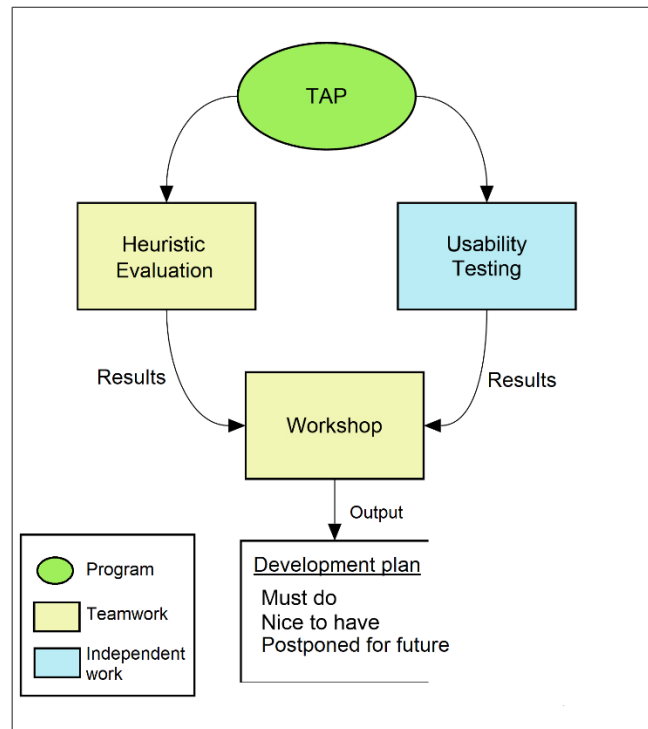 TAP
Heuristic
Evaluation
Usability
Testing
Results
Results
Workshop
Output
Development plan
Must do
Nice to have
Postponed for future
Program
Teamwork
Independent
work